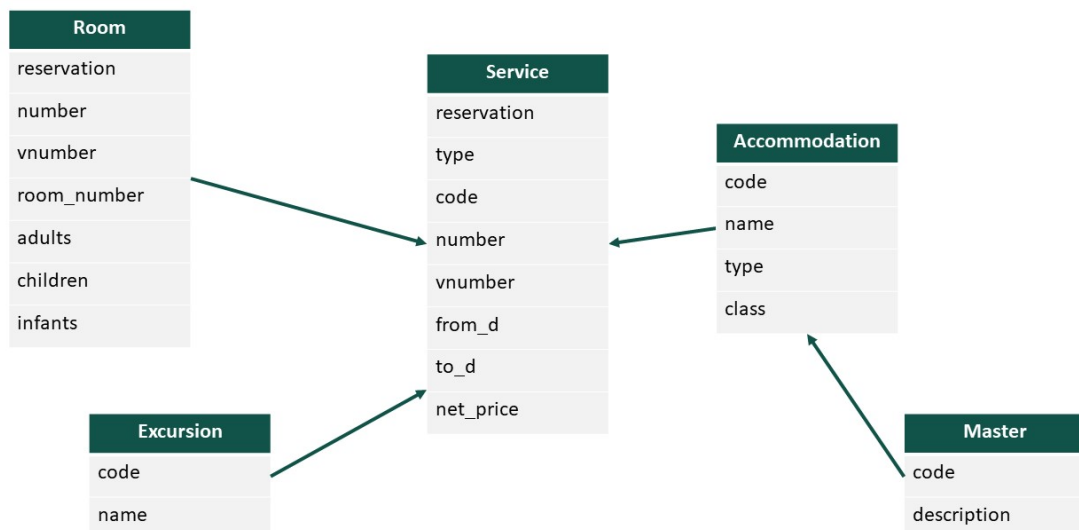 Room
reservation
number
vnumber
room_number
adults
children
infants
Service
reservation
type
code
number
vnumber
from_d
to_d
net_price
Accommodation
code
name
type
class
Excursion
code
name
Master
code
description